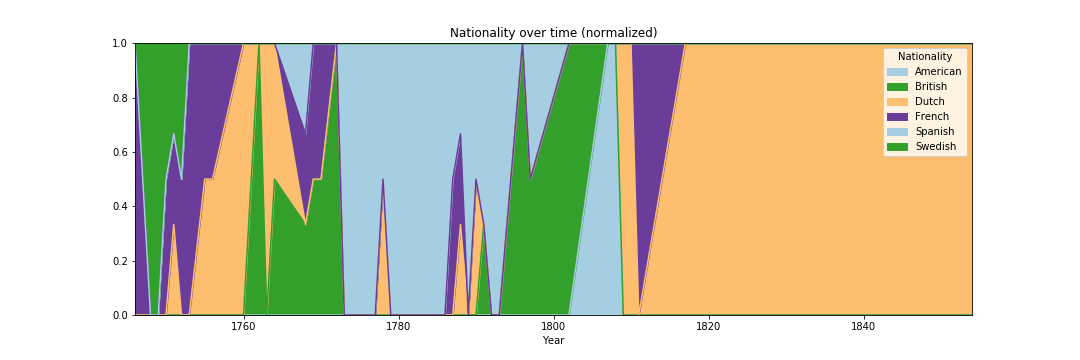 Nationality over time (normalized)
1.0
0.8
0.6
0.4
0.2
0.0
Nationality
American
British
Dutch
French
Spanish
Swedish
1760
1780
1800
1820
1840
Year